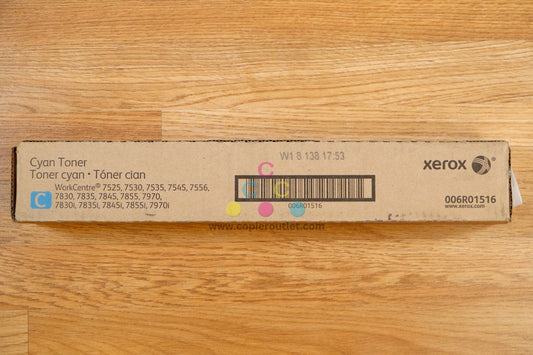 Cyan Toner
Toner cyan • Tóner cian
C
WorkCentre® 7525, 7530, 7535, 7545, 7556,
7830, 7835, 7845, 7855, 7970,
7830i, 7835i, 7845i, 7855i, 7970i
W1 8 138 17:53
C
C C
006R01516
www.copieroutlet.com
xerox
006R01516
www.xerox.com